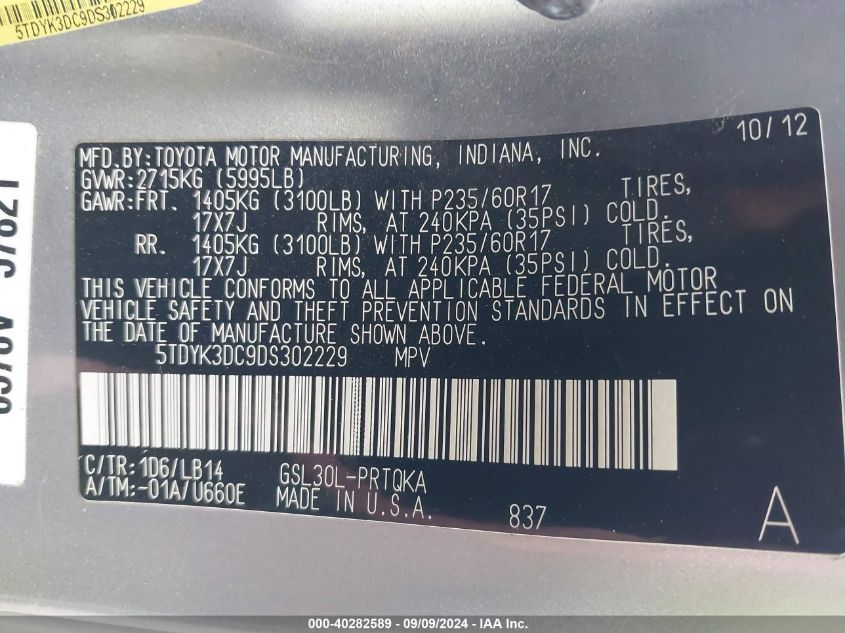 5TDYK3DC9DS302229
10/12
MFD.BY:TOYOTA MOTOR MANUFACTURING, INDIANA, INC.
GVWR:2715KG (5995LB)
GAWR:FRT. 1405KG (3100LB) WITH P235/60R17 TIRES,
17X7J RIMS, AT 240KPA (35PSI) COLD.
RR. 1405KG (3100LB) WITH P235/60R17 TIRES,
17X7J RIMS, AT 240KPA (35PSI) COLD.
THIS VEHICLE CONFORMS TO ALL APPLICABLE FEDERAL MOTOR
VEHICLE SAFETY AND THEFT PREVENTION STANDARDS IN EFFECT ON
THE DATE OF MANUFACTURE SHOWN ABOVE.
5TDYK3DC9DS302229 MPV
C/TR:1D6/LB14 GSL30L-PRTQKA
A/TM:-01A/U660E MADE IN U.S.A. 837 A
000-40282589 - 09/09/2024 - IAA Inc.